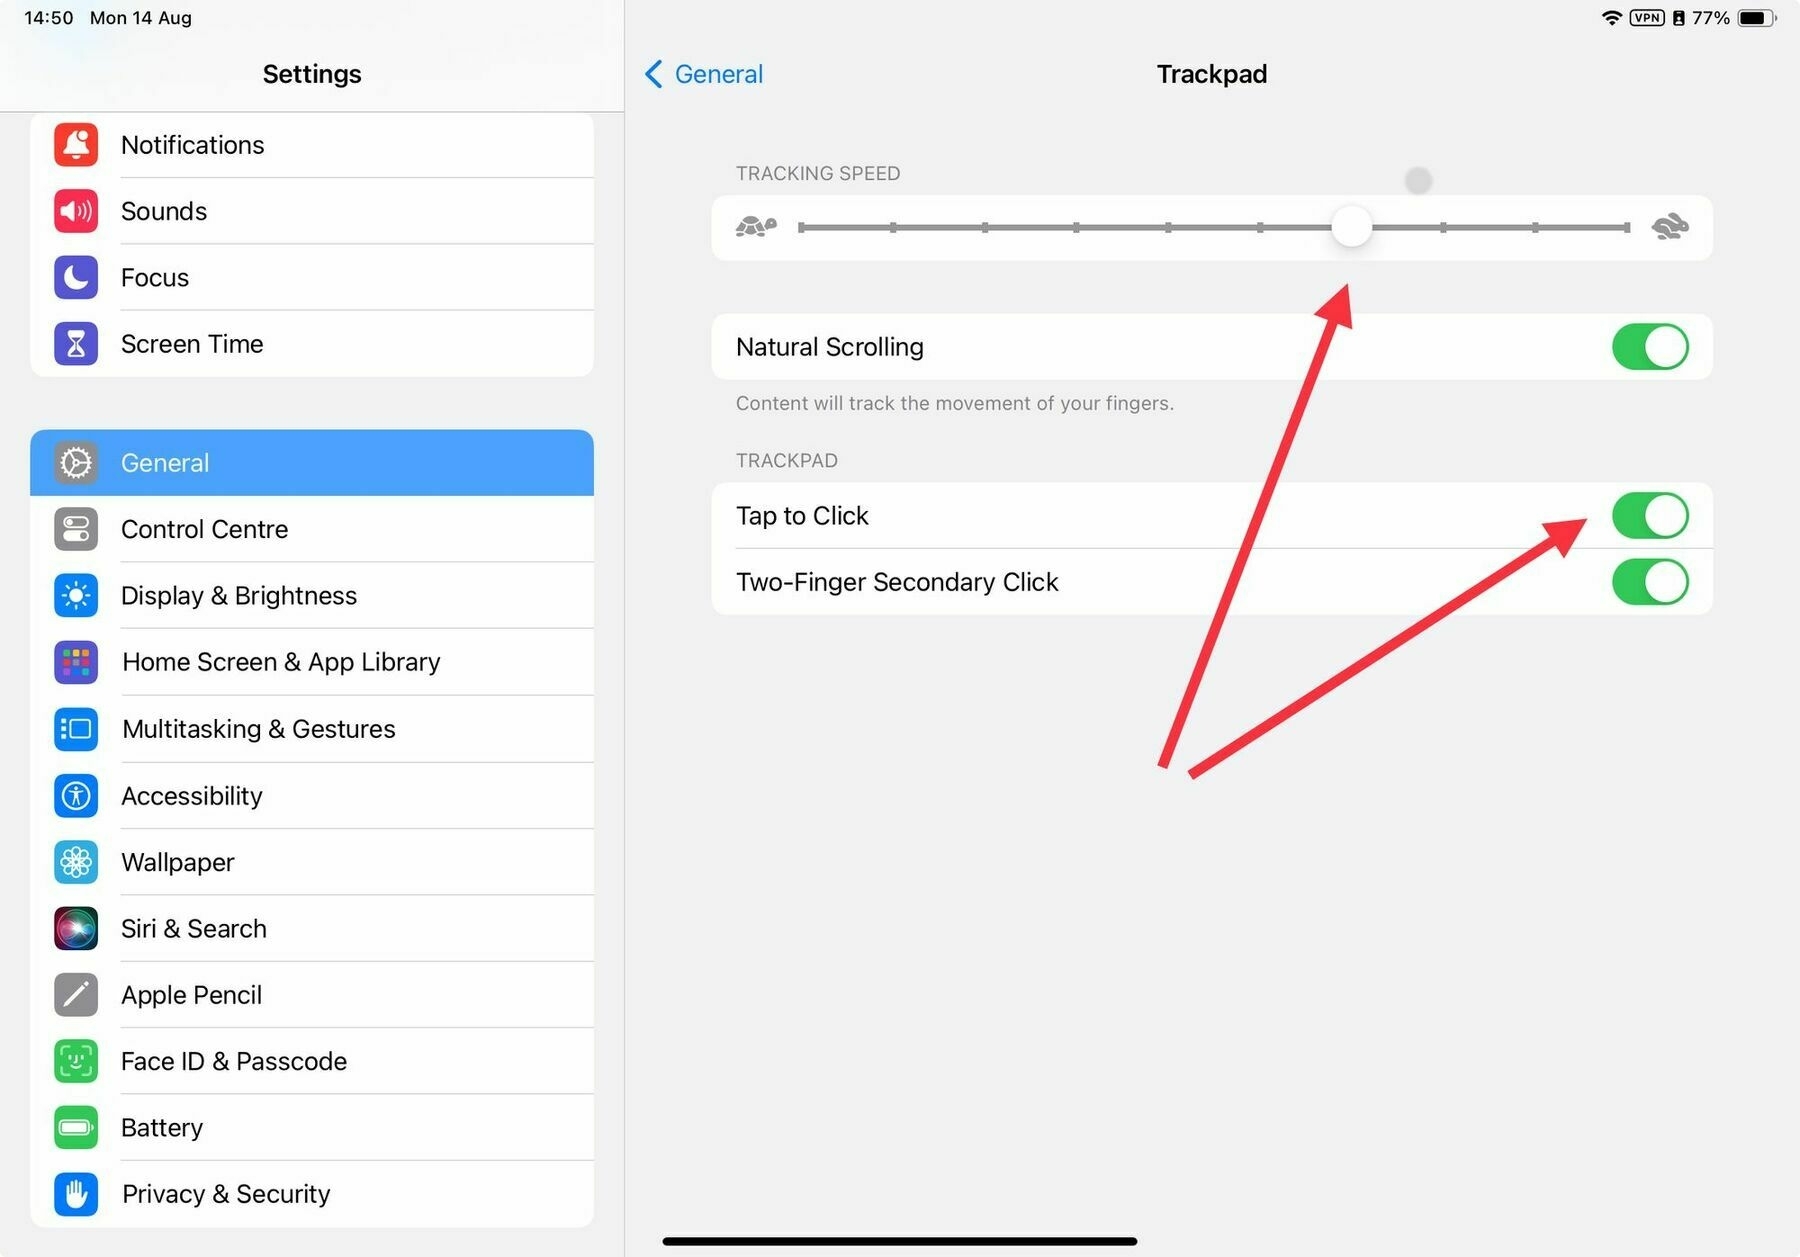 14:50 Mon 14 Aug
VPN 77%
Settings
Notifications
Sounds
Focus
Screen Time
General
Control Centre
Display & Brightness
Home Screen & App Library
Multitasking & Gestures
Accessibility
Wallpaper
Siri & Search
Apple Pencil
Face ID & Passcode
Battery
Privacy & Security
General
Trackpad
TRACKING SPEED
Natural Scrolling
Content will track the movement of your fingers.
TRACKPAD
Tap to Click
Two-Finger Secondary Click